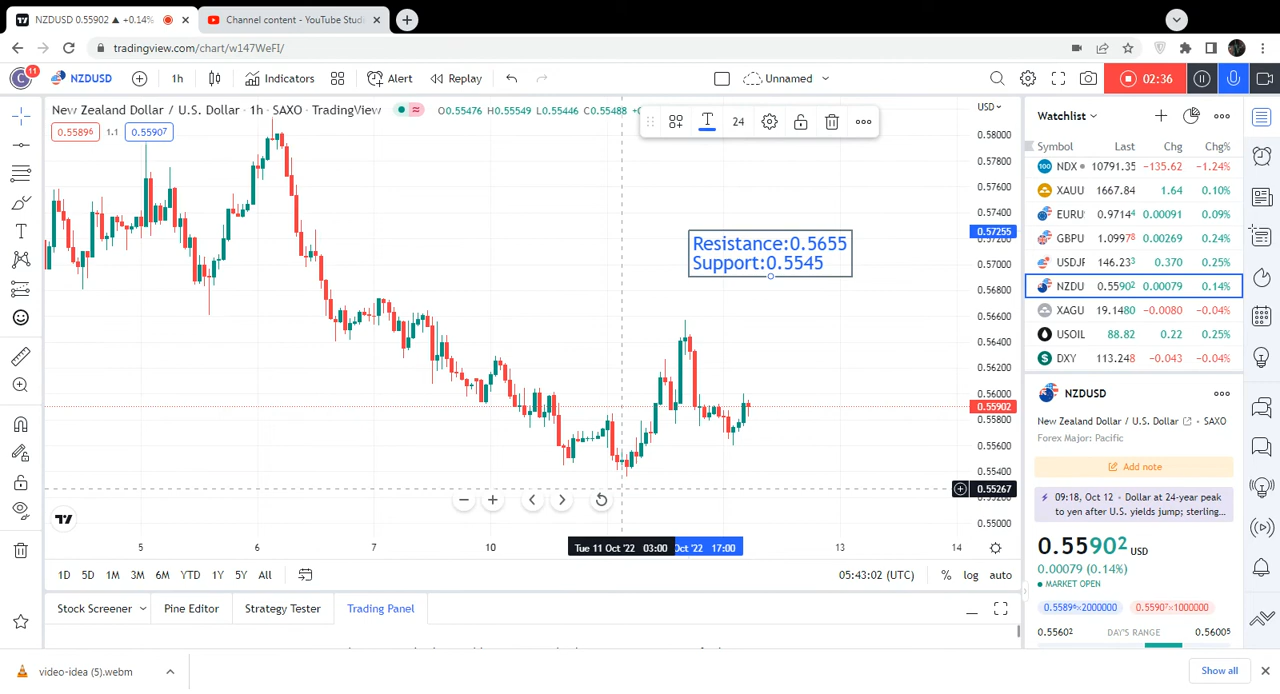 NZDUSD 0.55902 ▲ +0.14%
Channel content - YouTube Stud
tradingview.com/chart/w147WeFI/
C 11 NZDUSD 1h Indicators Alert Replay Unnamed 02:36
New Zealand Dollar / U.S. Dollar · 1h · SAXO · TradingView O0.55476 H0.55549 L0.55446 C0.55488
0.55896 1.1 0.55907
T 24
USD
0.58000
0.57800
0.57600
0.57400
0.57255
0.57200
0.57000
0.56800
0.56600
0.56400
0.56200
0.56000
0.55902
0.55800
0.55600
0.55400
0.55267
0.55000
Resistance:0.5655
Support:0.5545
5 6 7 10 Tue 11 Oct '22 03:00 Oct '22 17:00 13 14
1D 5D 1M 3M 6M YTD 1Y 5Y All 05:43:02 (UTC) % log auto
Stock Screener Pine Editor Strategy Tester Trading Panel
Watchlist
Symbol Last Chg Chg%
100 NDX 10791.35 −135.62 −1.24%
XAUU 1667.84 1.64 0.10%
EURU 0.97144 0.00091 0.09%
GBPU 1.09978 0.00269 0.24%
USDJF 146.233 0.370 0.25%
NZDU 0.55902 0.00079 0.14%
XAGU 19.1480 −0.0080 −0.04%
USOIL 88.82 0.22 0.25%
DXY 113.248 −0.043 −0.04%
NZDUSD
New Zealand Dollar / U.S. Dollar · SAXO
Forex Major: Pacific
Add note
09:18, Oct 12 · Dollar at 24-year peak
to yen after U.S. yields jump; sterling...
0.55902 USD
0.00079 (0.14%)
MARKET OPEN
0.55896×2000000 0.55907×1000000
0.55602 DAY'S RANGE 0.56005
video-idea (5).webm
Show all